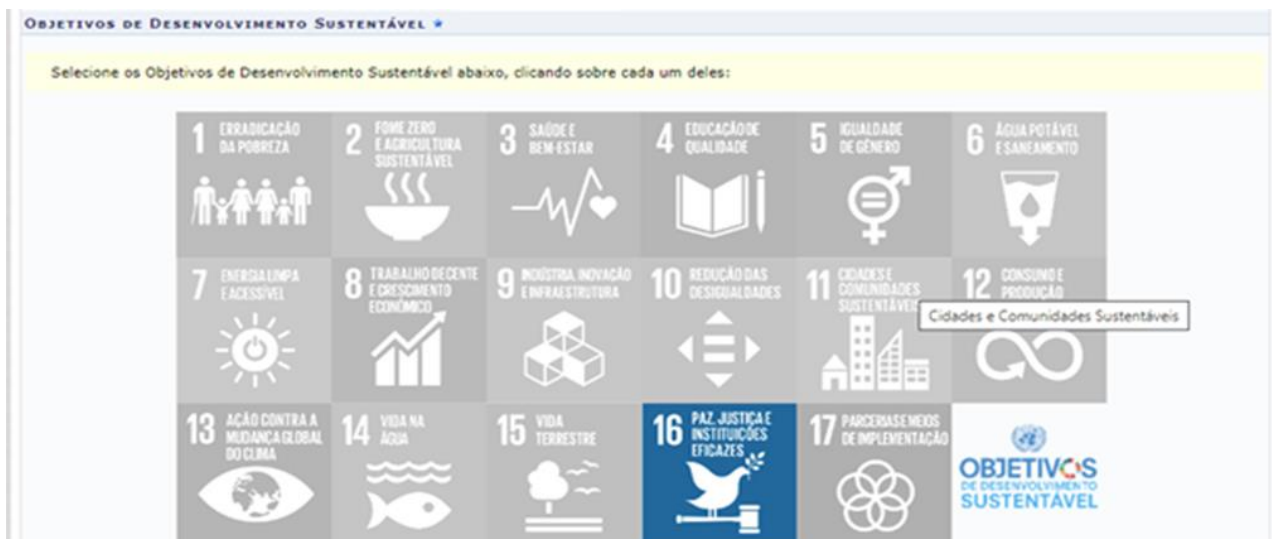 OBJETIVOS DE DESENVOLVIMENTO SUSTENTÁVEL
Selecione os Objetivos de Desenvolvimento Sustentável abaixo, clicando sobre cada um deles:
1 ERRADICAÇÃO
DA POBREZA
2 FOME ZERO
E AGRICULTURA
SUSTENTÁVEL
3 SAÚDE E
BEM-ESTAR
4 EDUCAÇÃO DE
QUALIDADE
5 IGUALDADE
DE GÊNERO
6 ÁGUA POTÁVEL
E SANEAMENTO
7 ENERGIA LIMPA
E ACESSÍVEL
8 TRABALHO DECENTE
E CRESCIMENTO
ECONÔMICO
9 INDÚSTRIA, INOVAÇÃO
E INFRAESTRUTURA
10 REDUÇÃO DAS
DESIGUALDADES
11 CIDADES E
COMUNIDADES
SUSTENTÁVEIS
12 CONSUMO E
PRODUÇÃO
Cidades e Comunidades Sustentáveis
13 AÇÃO CONTRA A
MUDANÇA GLOBAL
DO CLIMA
14 VIDA NA
ÁGUA
15 VIDA
TERRESTRE
16 PAZ, JUSTIÇA E
INSTITUIÇÕES
EFICAZES
17 PARCERIAS E MEIOS
DE IMPLEMENTAÇÃO
OBJETIVOS
DE DESENVOLVIMENTO
SUSTENTÁVEL